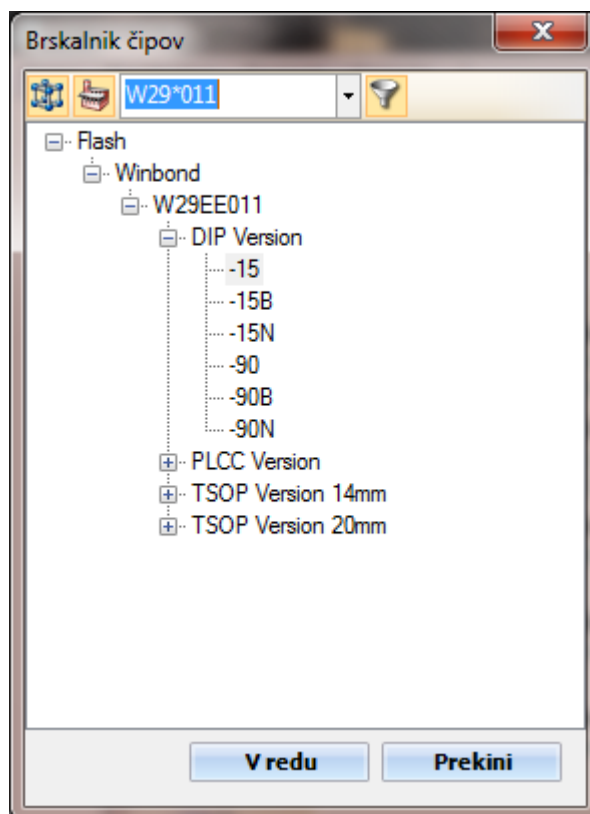 Brskalnik čipov
W29*011
Flash
Winbond
W29EE011
DIP Version
-15
-15B
-15N
-90
-90B
-90N
PLCC Version
TSOP Version 14mm
TSOP Version 20mm
V redu Prekini